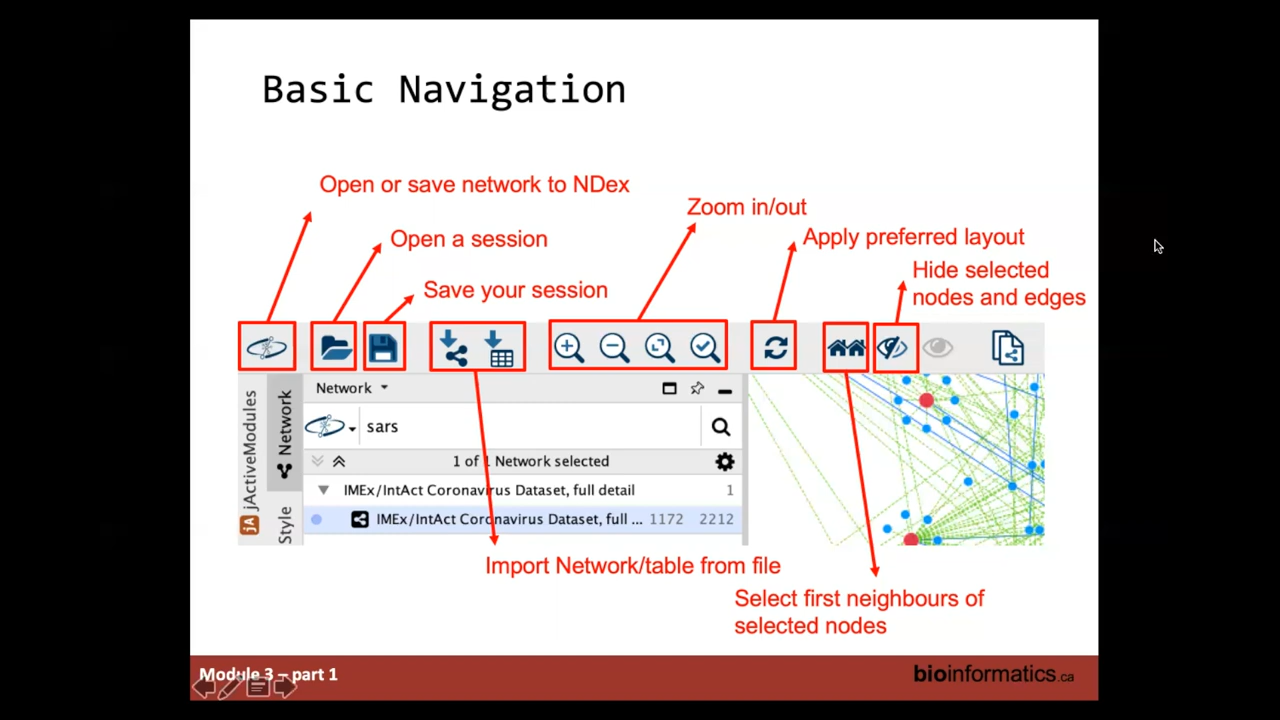 Basic Navigation
Open or save network to NDex
Zoom in/out
Open a session
Apply preferred layout
Hide selected
nodes and edges
Save your session
Network
sars
1 of 1 Network selected
IMEx/IntAct Coronavirus Dataset, full detail 1
IMEx/IntAct Coronavirus Dataset, full ... 1172 2212
jActiveModules
jA
Network
Style
Import Network/table from file
Select first neighbours of
selected nodes
Module 3 – part 1
bioinformatics.ca